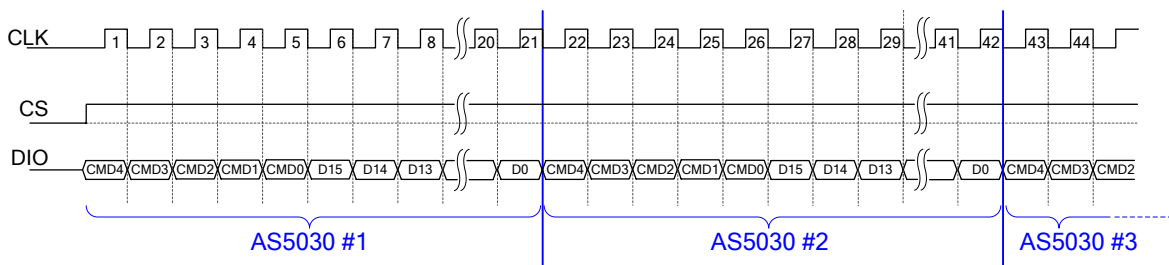 CLK 1 2 3 4 5 6 7 8 20 21 22 23 24 25 26 27 28 29 41 42 43 44
CS
DIO CMD4 CMD3 CMD2 CMD1 CMD0 D15 D14 D13 D0 CMD4 CMD3 CMD2 CMD1 CMD0 D15 D14 D13 D0 CMD4 CMD3 CMD2
AS5030 #1 AS5030 #2 AS5030 #3